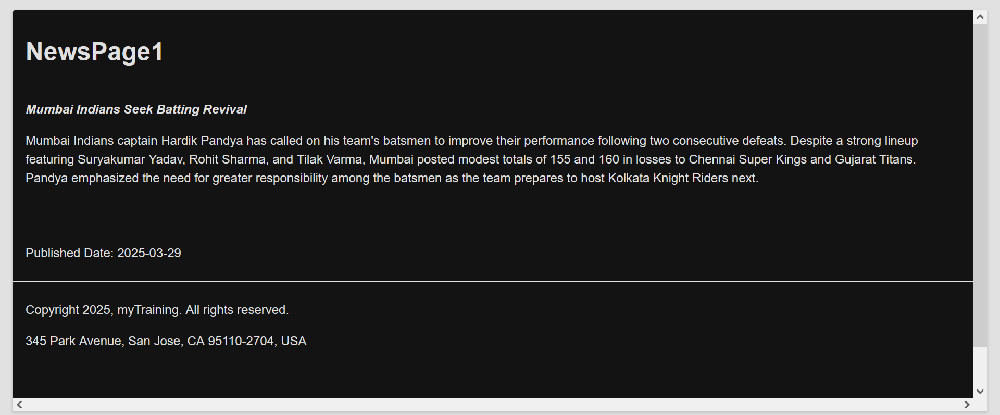 NewsPage1
Mumbai Indians Seek Batting Revival
Mumbai Indians captain Hardik Pandya has called on his team's batsmen to improve their performance following two consecutive defeats. Despite a strong lineup
featuring Suryakumar Yadav, Rohit Sharma, and Tilak Varma, Mumbai posted modest totals of 155 and 160 in losses to Chennai Super Kings and Gujarat Titans.
Pandya emphasized the need for greater responsibility among the batsmen as the team prepares to host Kolkata Knight Riders next.
Published Date: 2025-03-29
Copyright 2025, myTraining. All rights reserved.
345 Park Avenue, San Jose, CA 95110-2704, USA